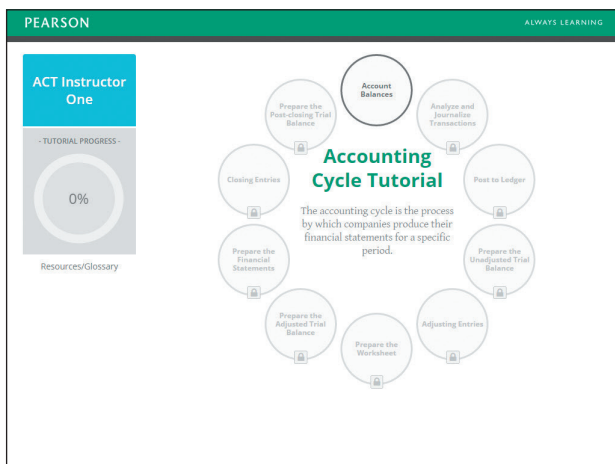 PEARSON
ALWAYS LEARNING
ACT Instructor
One
- TUTORIAL PROGRESS -
0%
Resources/Glossary
Account
Balances
Analyze and
Journalize
Transactions
Post to Ledger
Prepare the
Unadjusted Trial
Balance
Adjusting Entries
Prepare the
Worksheet
Prepare the
Adjusted Trial
Balance
Prepare the
Financial
Statements
Closing Entries
Prepare the
Post-closing Trial
Balance
Accounting
Cycle Tutorial
The accounting cycle is the process
by which companies produce their
financial statements for a specific
period.